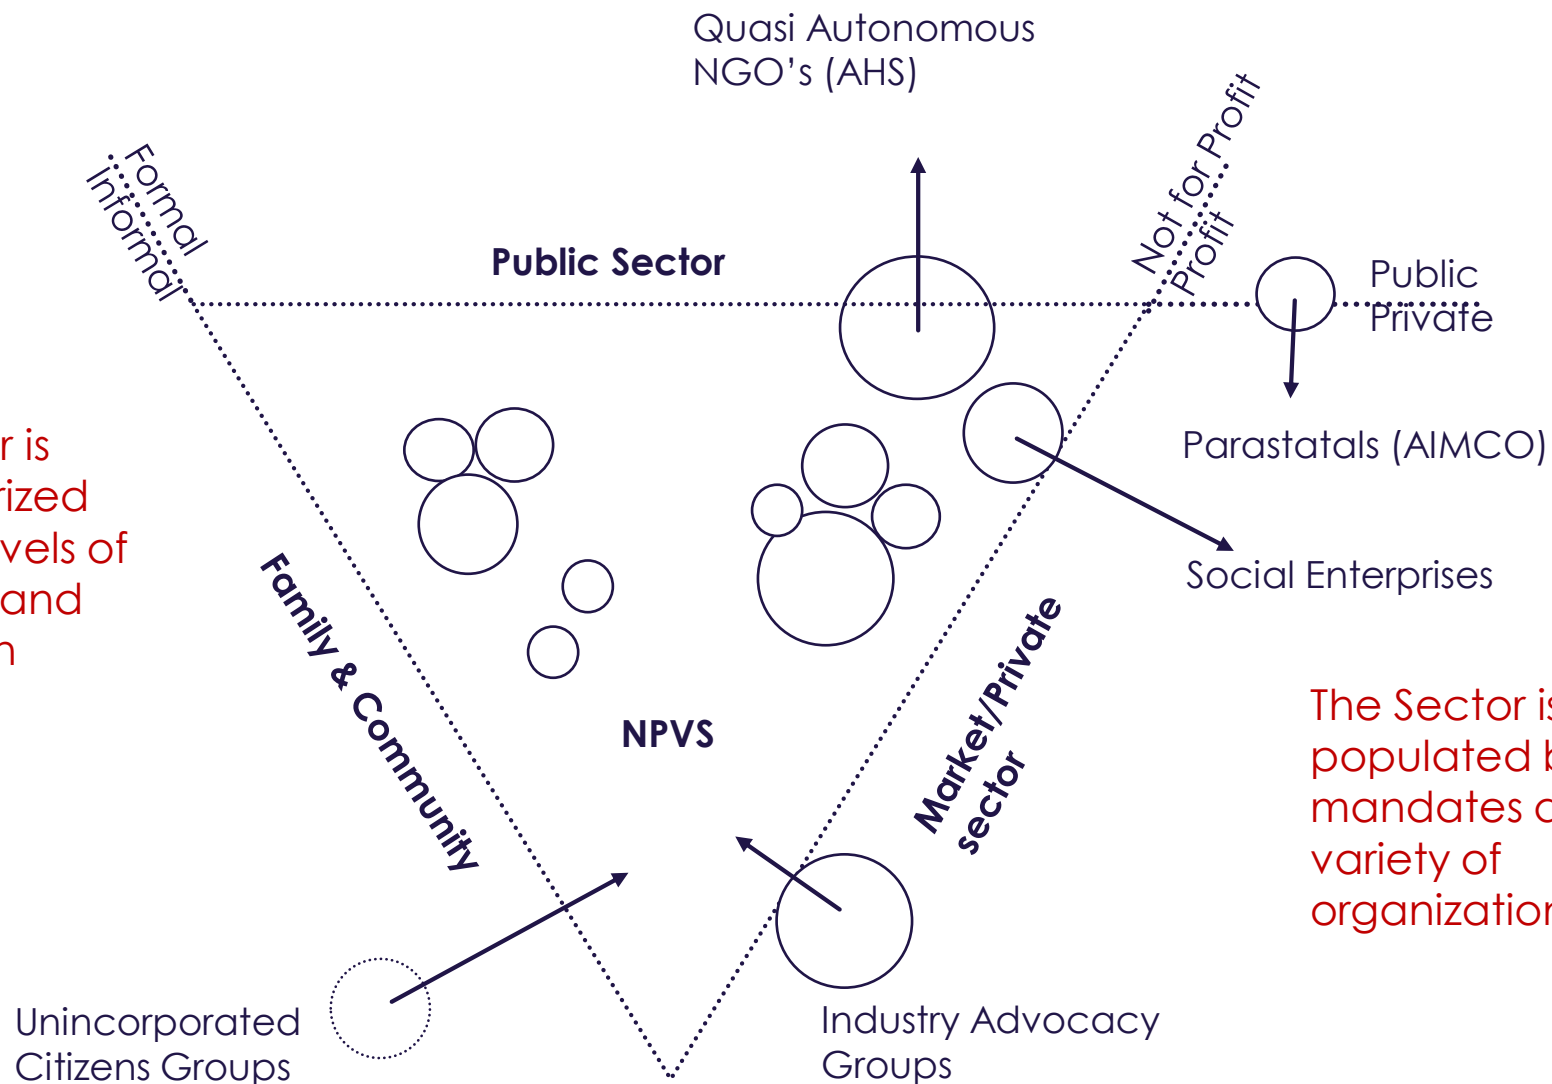 Quasi Autonomous
NGO's (AHS)
Formal
Informal
Not for Profit
Profit
Public Sector
Public
Private
Parastatals (AIMCO)
r is
rized
vels of
and
n
Social Enterprises
Family & Community
Market/Private
sector
NPVS
The Sector is
populated b
mandates o
variety of
organization
Unincorporated
Citizens Groups
Industry Advocacy
Groups